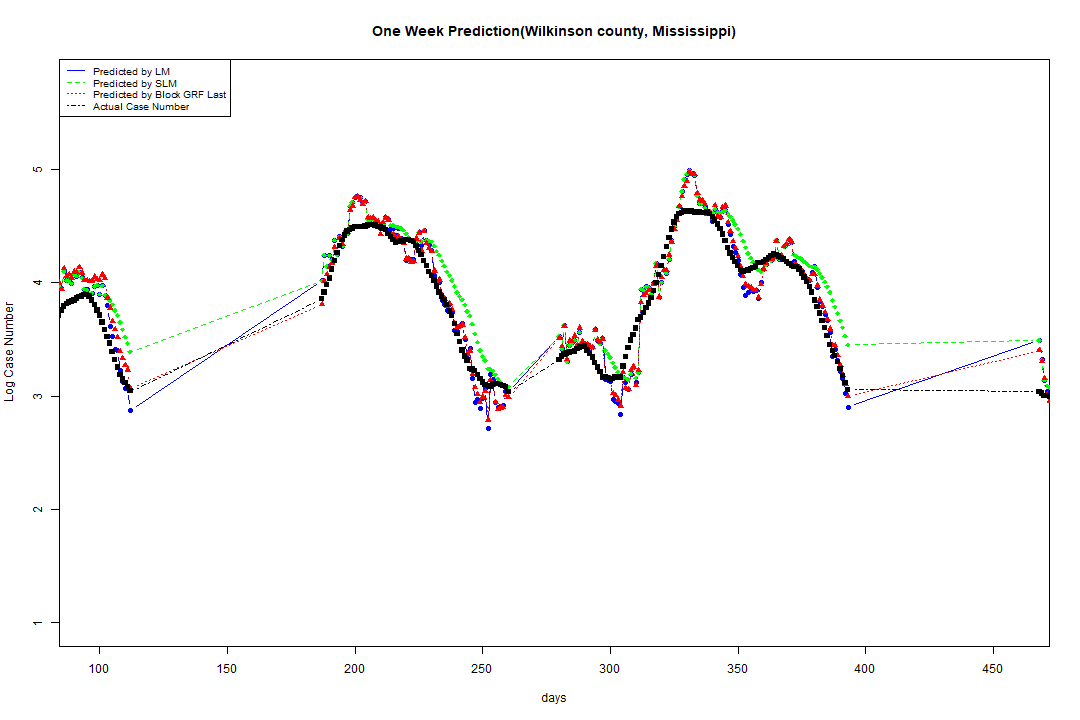 One Week Prediction(Wilkinson county, Mississippi)
Predicted by LM
Predicted by SLM
Predicted by Block GRF Last
Actual Case Number
Log Case Number
5
4
3
2
1
100 150 200 250 300 350 400 450
days